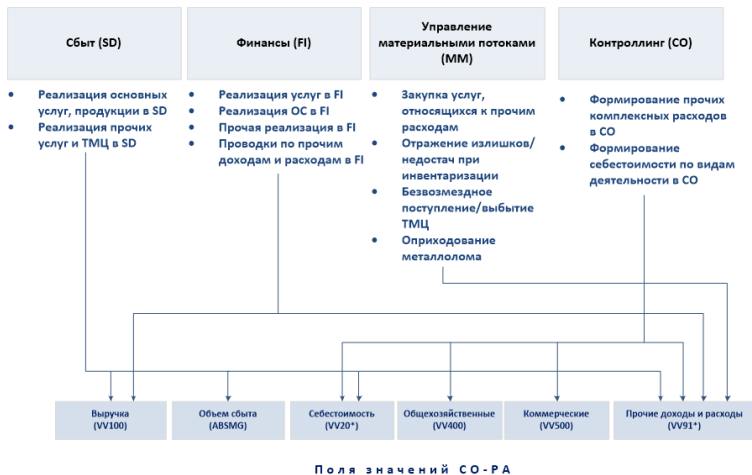 Сбыт (SD)
Финансы (FI)
Управление
материальными потоками
(ММ)
Контроллинг (СО)
• Реализация основных
услуг, продукции в SD
• Реализация прочих
услуг и ТМЦ в SD
• Реализация услуг в FI
• Реализация ОС в FI
• Прочая реализация в FI
• Проводки по прочим
доходам и расходам в FI
• Закупка услуг,
относящихся к прочим
расходам
• Отражение излишков/
недостач при
инвентаризации
• Безвозмездное
поступление/выбытие
ТМЦ
• Оприходование
металлолома
• Формирование прочих
комплексных расходов
в СО
• Формирование
себестоимости по видам
деятельности в СО
Выручка
(VV100)
Объем сбыта
(ABSMG)
Себестоимость
(VV20*)
Общехозяйственные
(VV400)
Коммерческие
(VV500)
Прочие доходы и расходы
(VV91*)
Поля значений CO-PA